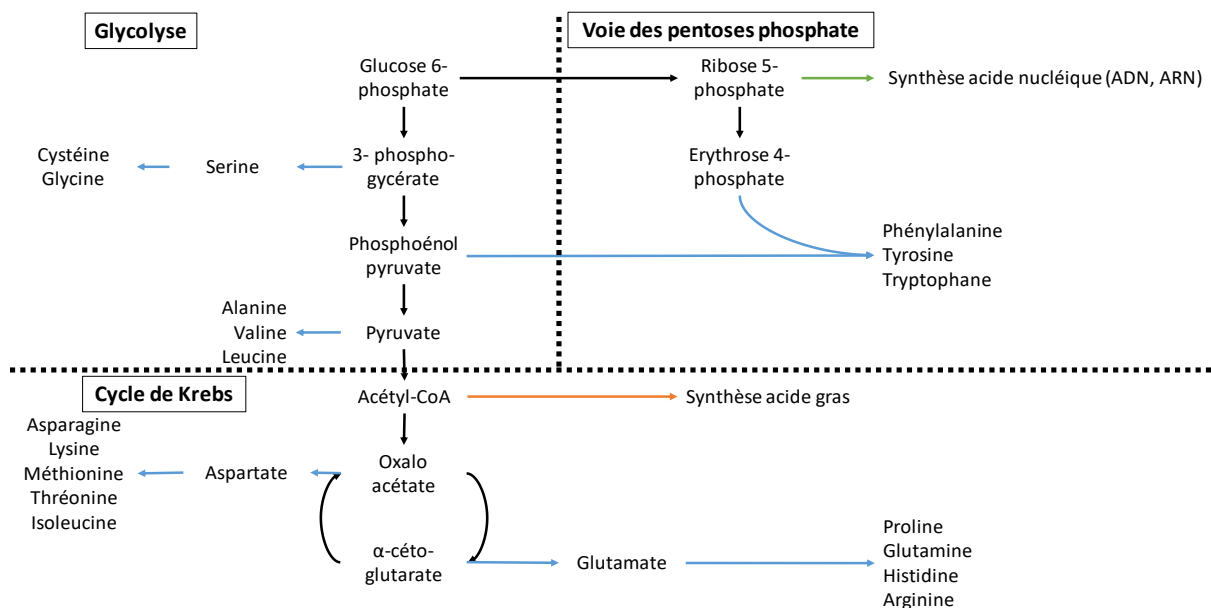 Glycolyse
Voie des pentoses phosphate
Glucose 6-
phosphate
Ribose 5-
phosphate
Synthèse acide nucléique (ADN, ARN)
Cystéine
Glycine
Serine
3- phospho-
gycérate
Erythrose 4-
phosphate
Phosphoénol
pyruvate
Phénylalanine
Tyrosine
Tryptophane
Alanine
Valine
Leucine
Pyruvate
Cycle de Krebs
Acétyl-CoA
Synthèse acide gras
Asparagine
Lysine
Méthionine
Thréonine
Isoleucine
Aspartate
Oxalo
acétate
α-céto-
glutarate
Glutamate
Proline
Glutamine
Histidine
Arginine